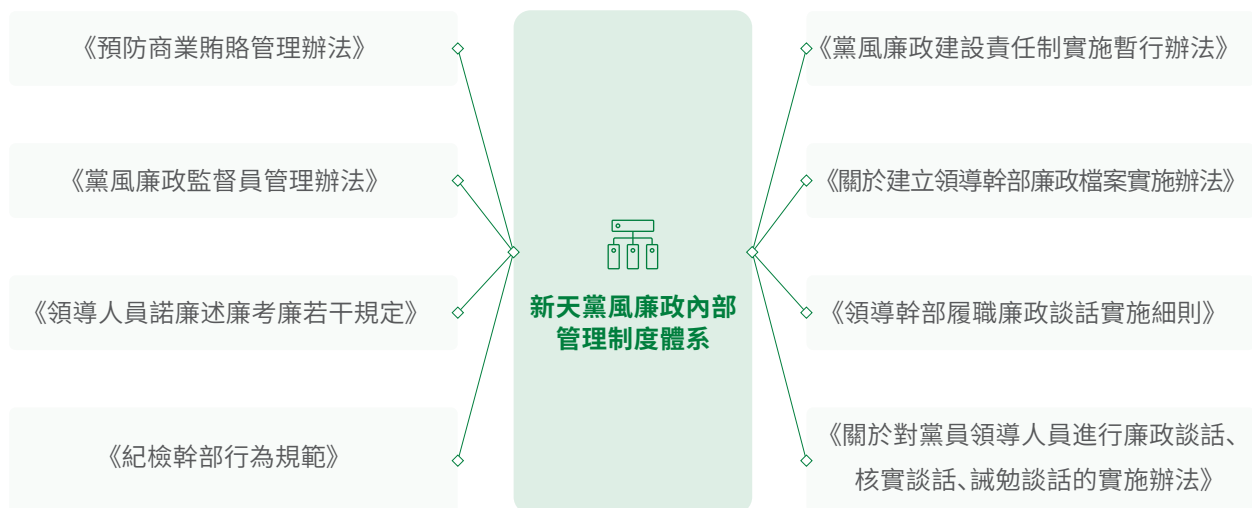 《預防商業賄賂管理辦法》
《黨風廉政監督員管理辦法》
《領導人員諾廉述廉考廉若干規定》
《紀檢幹部行為規範》
新天黨風廉政內部
管理制度體系
《黨風廉政建設責任制實施暫行辦法》
《關於建立領導幹部廉政檔案實施辦法》
《領導幹部履職廉政談話實施細則》
《關於對黨員領導人員進行廉政談話、
核實談話、誡勉談話的實施辦法》